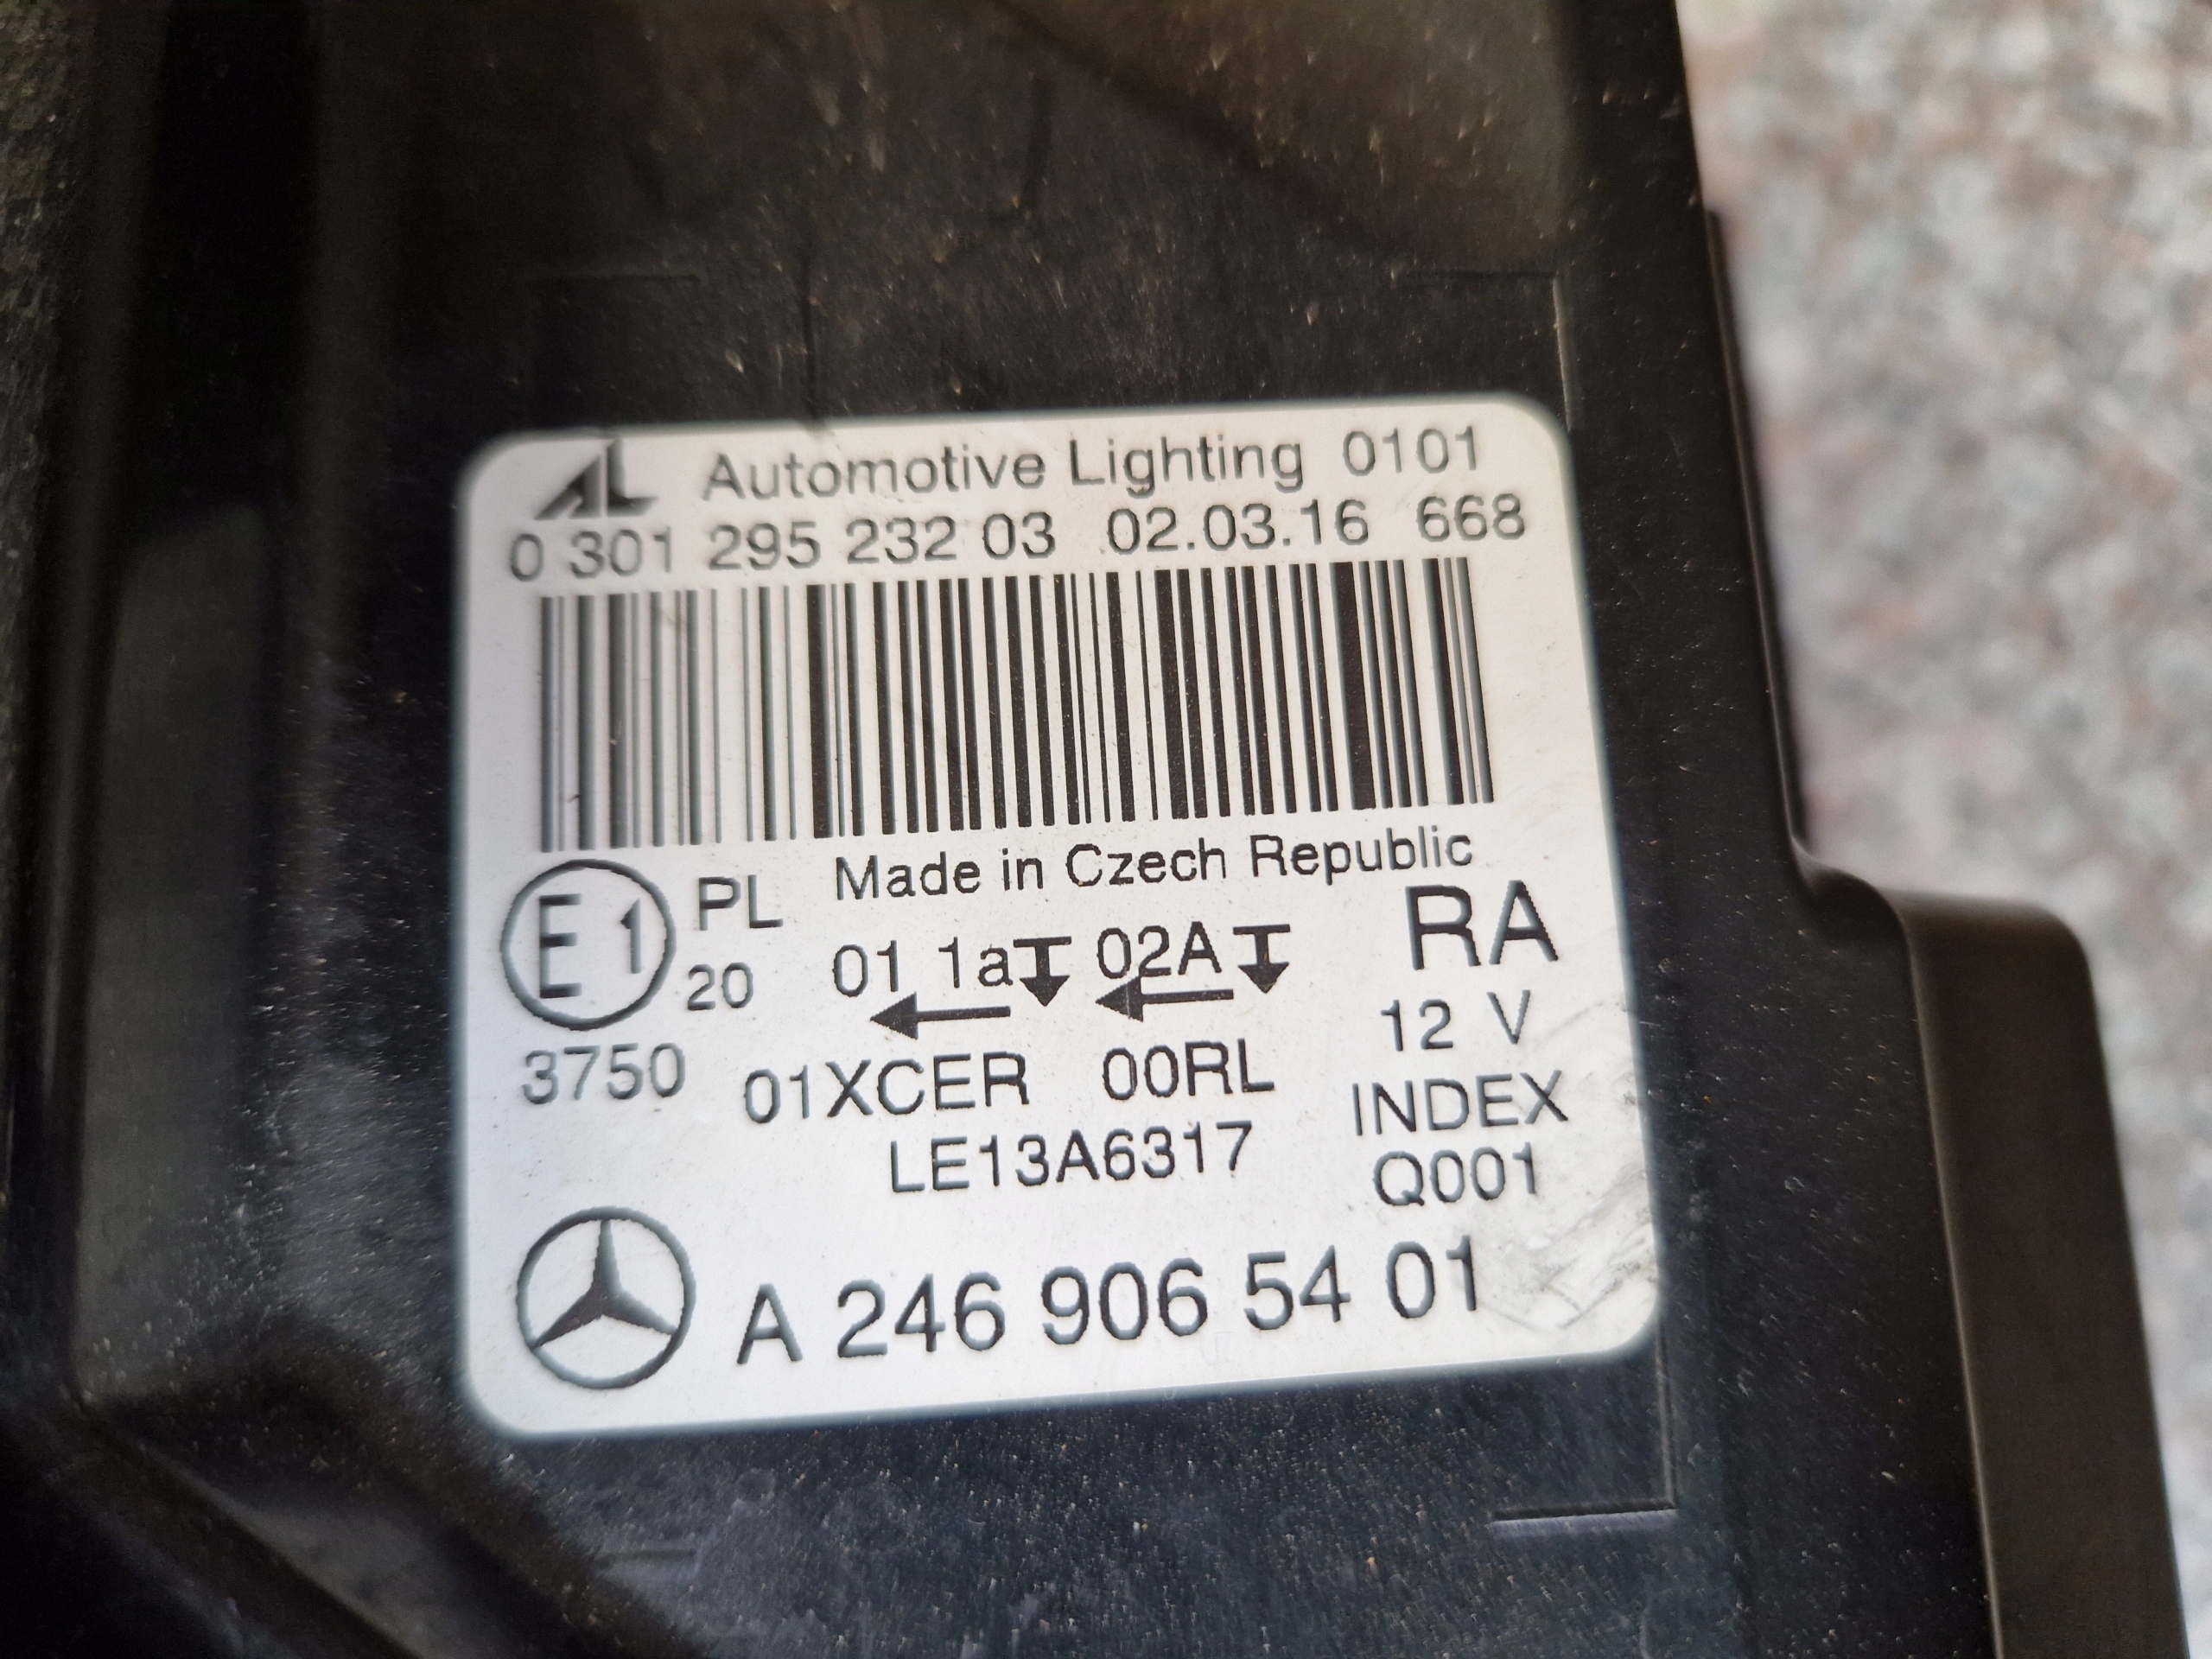 AL Automotive Lighting 0101
0 301 295 232 03 02.03.16 668
Made in Czech Republic
E1 PL RA
20 01 1a 02A
12 V
3750 01XCER 00RL
INDEX
LE13A6317 Q001
A 246 906 54 01